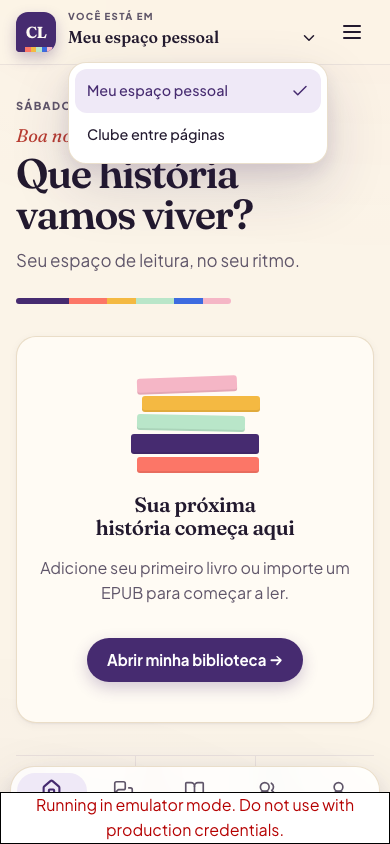 CL
VOCÊ ESTÁ EM
Meu espaço pessoal
Meu espaço pessoal
Clube entre páginas
SÁBADO
Boa no
Que história
vamos viver?
Seu espaço de leitura, no seu ritmo.
Sua próxima
história começa aqui
Adicione seu primeiro livro ou importe um
EPUB para começar a ler.
Abrir minha biblioteca →
Running in emulator mode. Do not use with
production credentials.